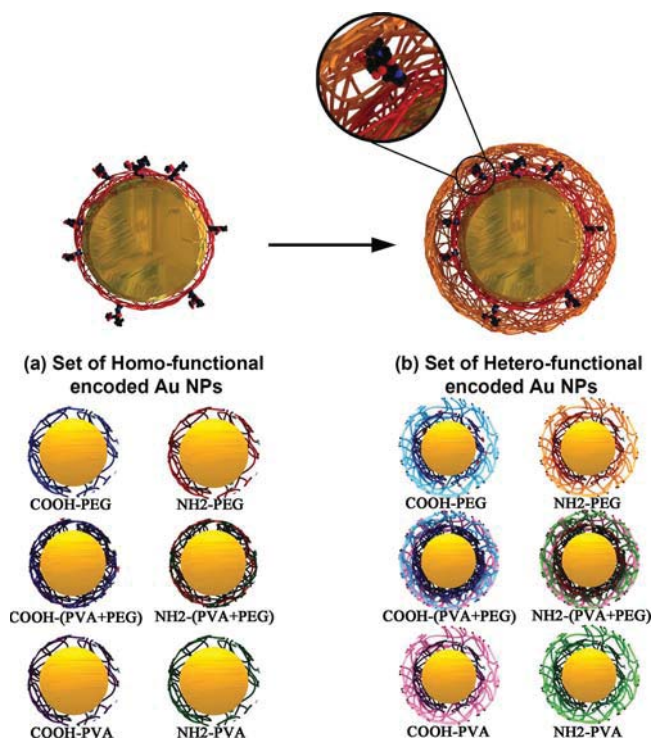 (a) Set of Homo-functional
encoded Au NPs
(b) Set of Hetero-functional
encoded Au NPs
COOH-PEG
NH2-PEG
COOH-PEG
NH2-PEG
COOH-(PVA+PEG)
NH2-(PVA+PEG)
COOH-(PVA+PEG)
NH2-(PVA+PEG)
COOH-PVA
NH2-PVA
COOH-PVA
NH2-PVA